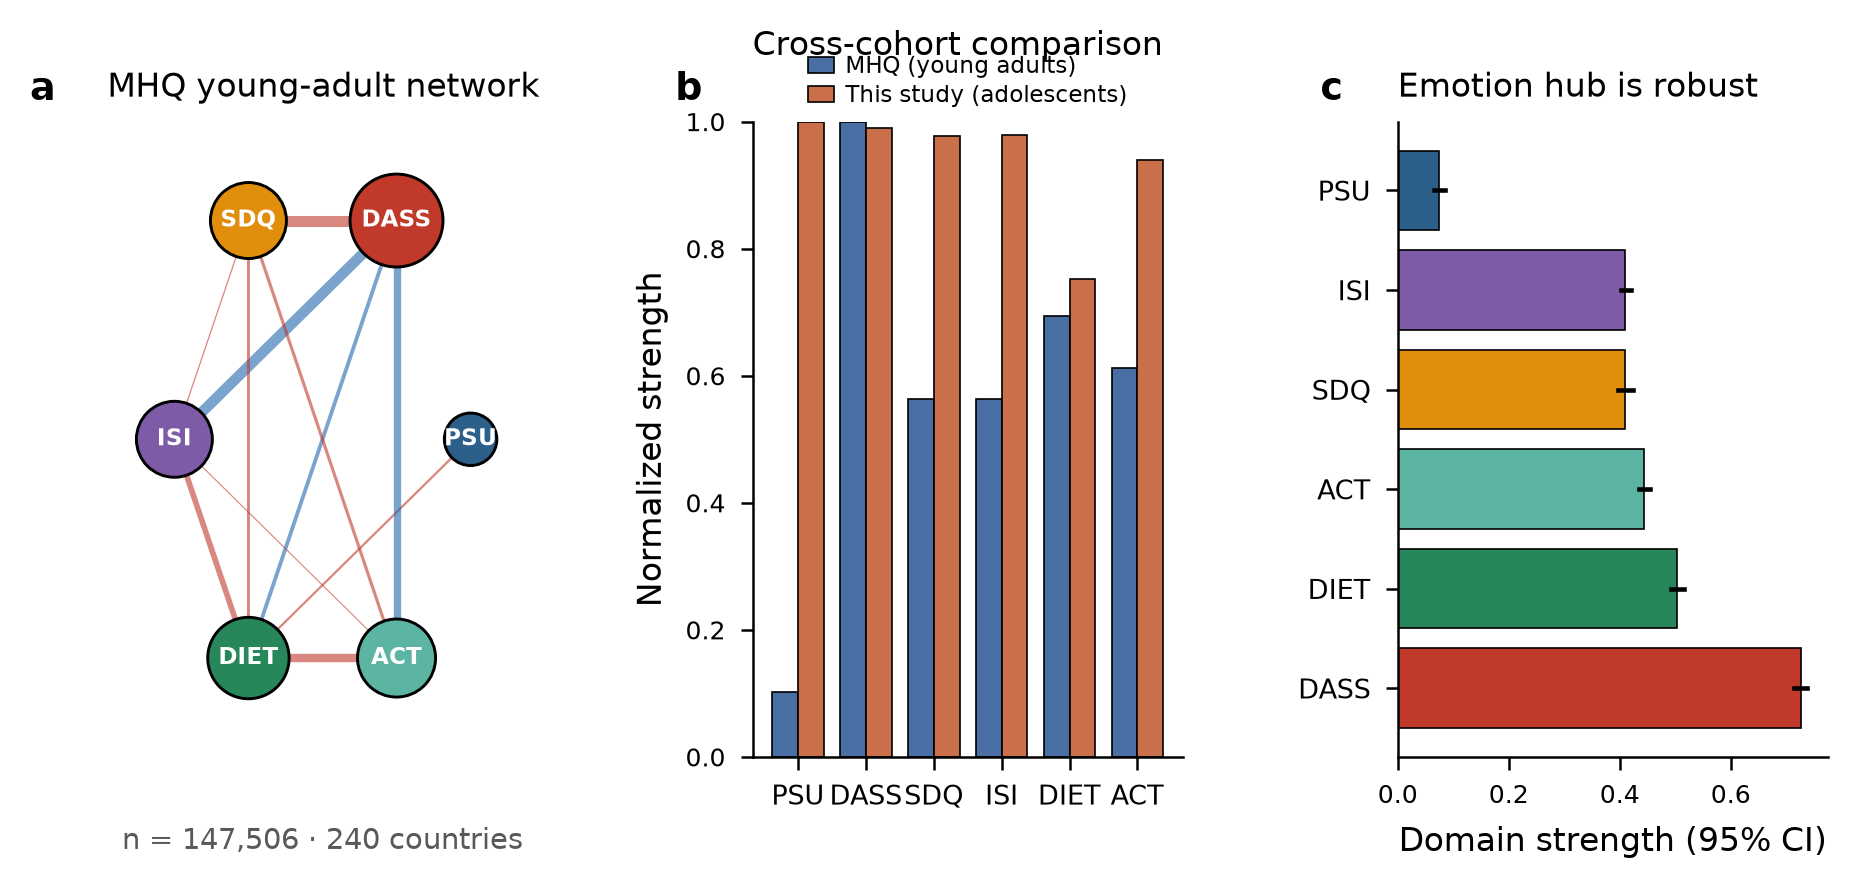 a
MHQ young-adult network
SDQ
DASS
ISI
PSU
DIET
ACT
n = 147,506 · 240 countries
b
Cross-cohort comparison
MHQ (young adults)
This study (adolescents)
Normalized strength
1.0
0.8
0.6
0.4
0.2
0.0
PSU DASS SDQ ISI DIET ACT
c
Emotion hub is robust
PSU
ISI
SDQ
ACT
DIET
DASS
0.0 0.2 0.4 0.6
Domain strength (95% CI)